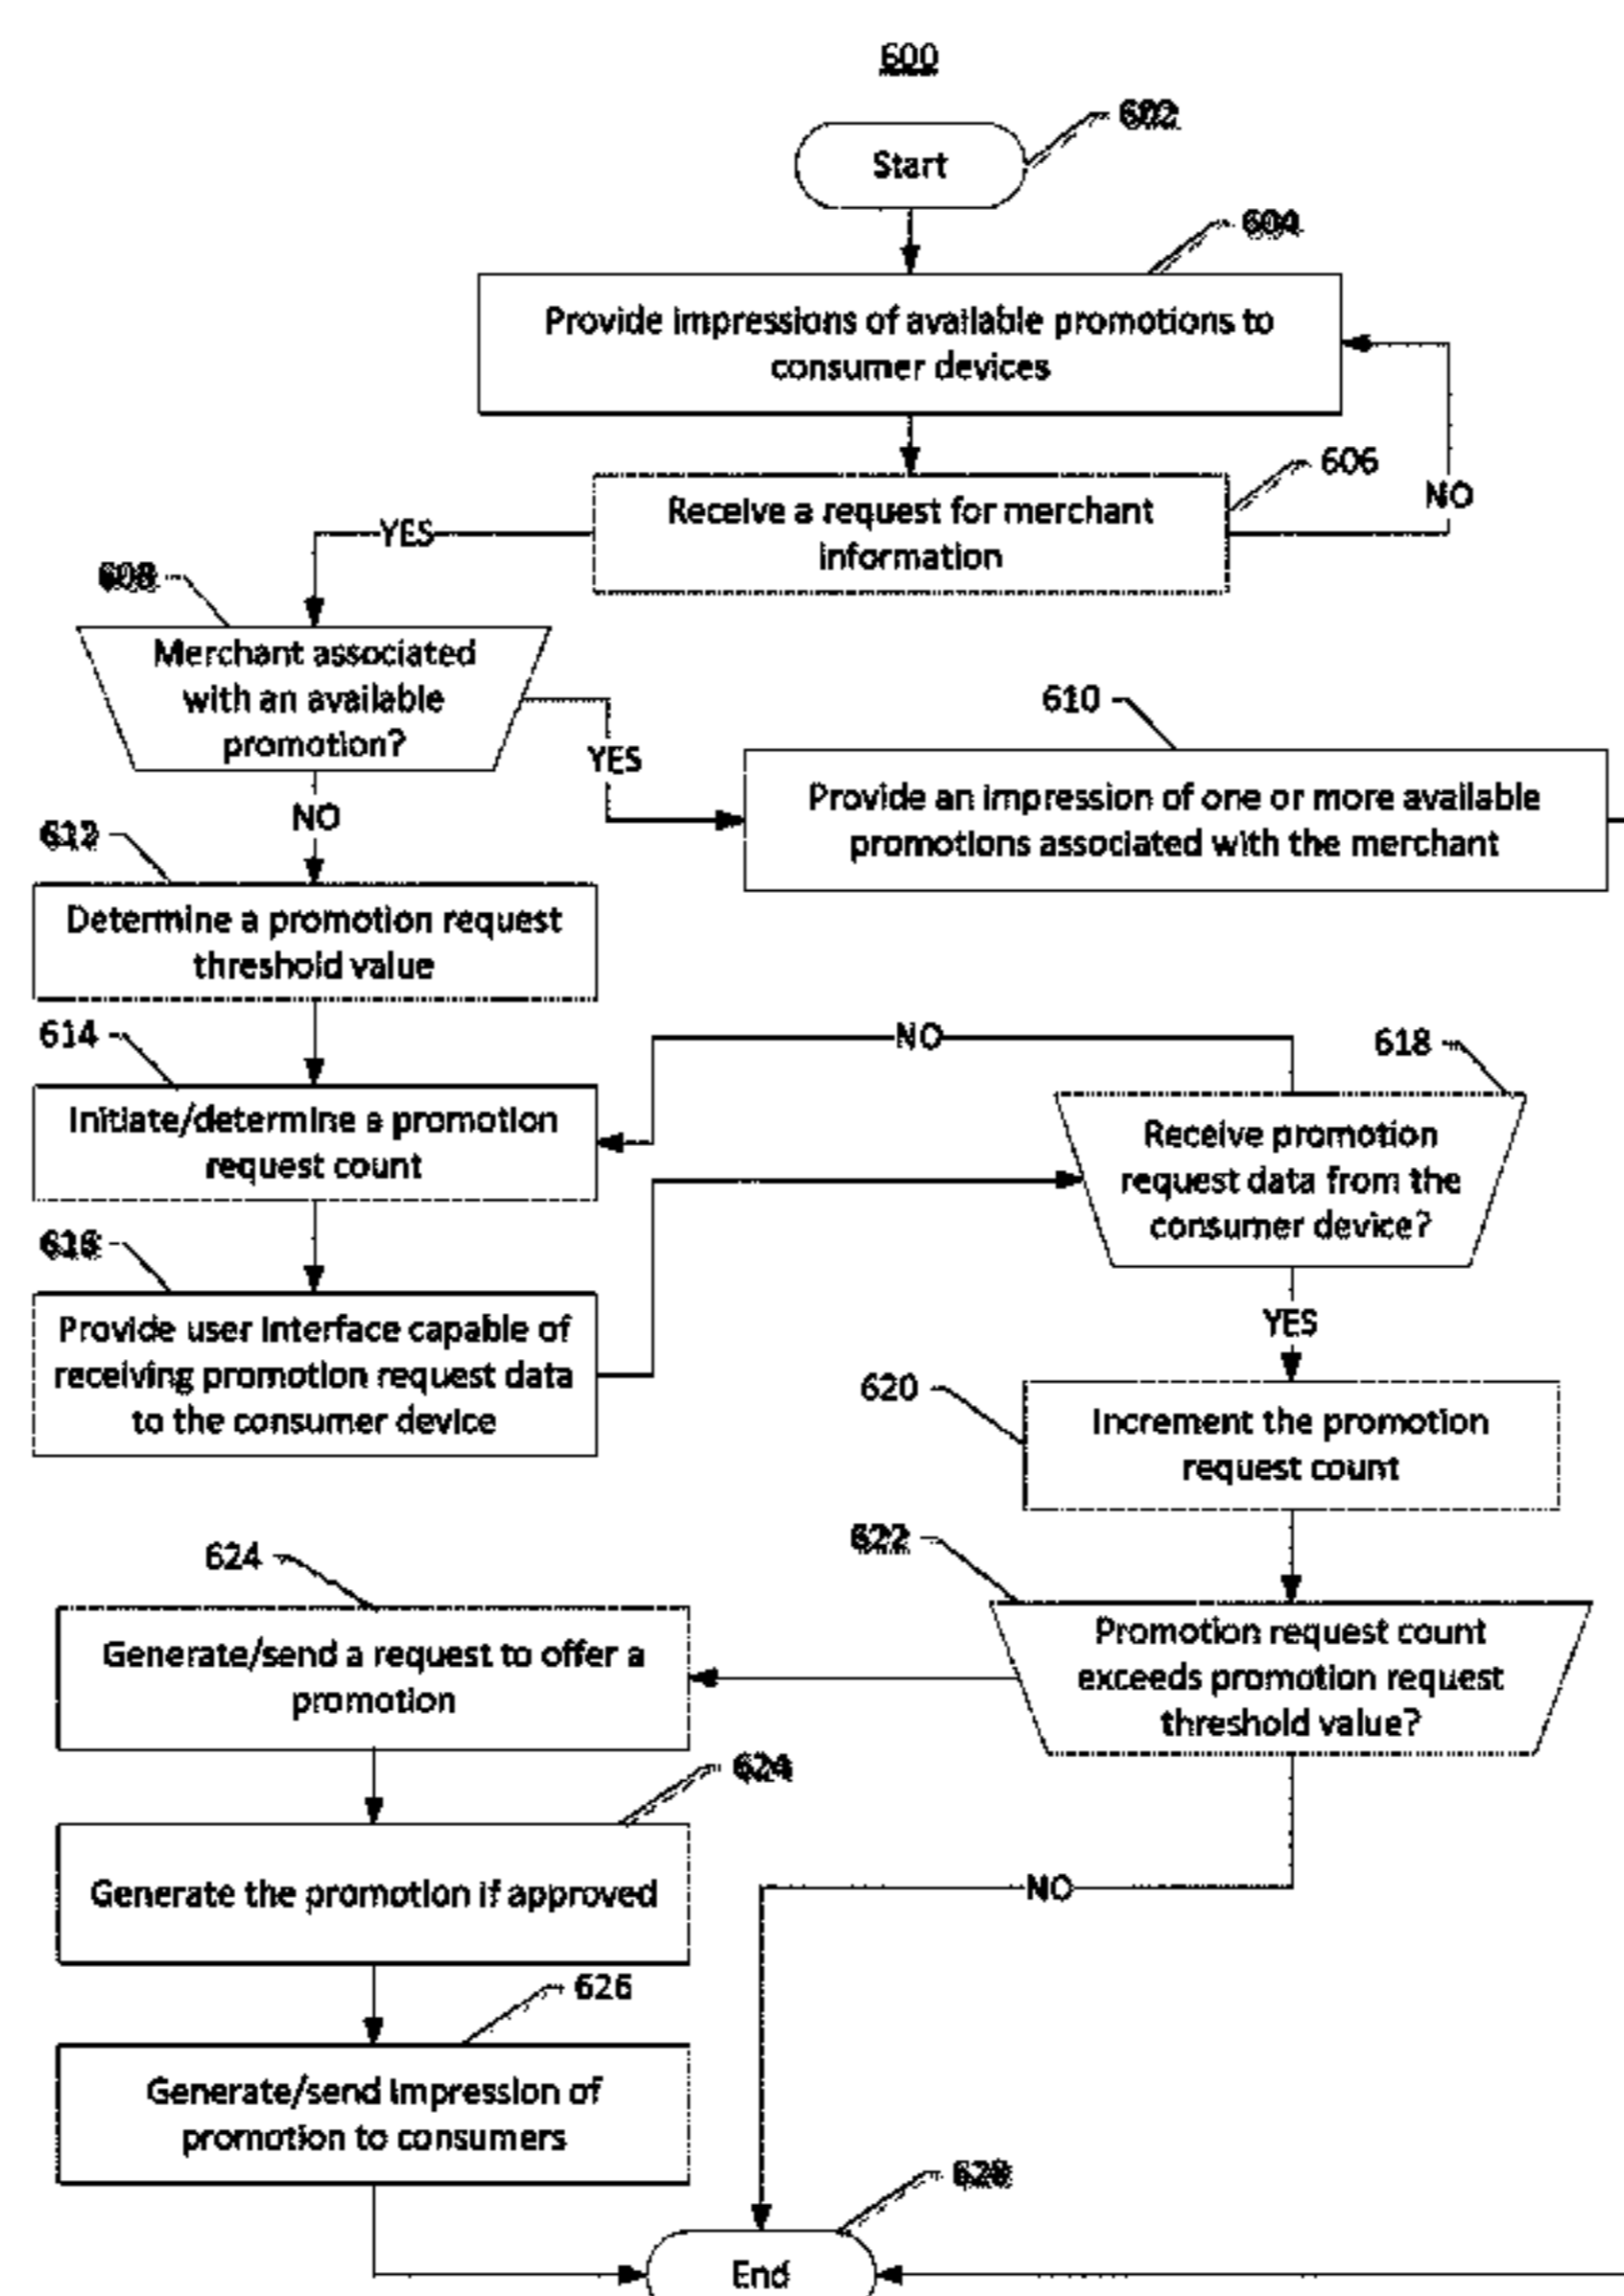 600
602
Start
604
Provide impressions of available promotions to
consumer devices
606
Receive a request for merchant
information
NO
YES
608
Merchant associated
with an available
promotion?
YES
610
Provide an impression of one or more available
promotions associated with the merchant
NO
612
Determine a promotion request
threshold value
614
Initiate/determine a promotion
request count
NO
618
Receive promotion
request data from the
consumer device?
616
Provide user interface capable of
receiving promotion request data
to the consumer device
YES
620
Increment the promotion
request count
622
Promotion request count
exceeds promotion request
threshold value?
624
Generate/send a request to offer a
promotion
624
Generate the promotion if approved
NO
626
Generate/send impression of
promotion to consumers
628
End